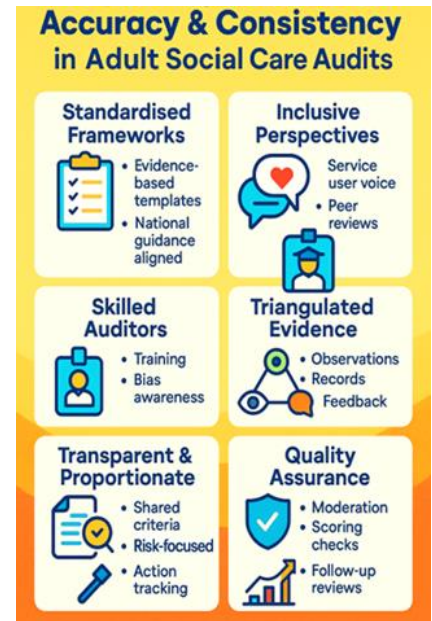 Accuracy & Consistency
in Adult Social Care Audits
Standardised
Frameworks
• Evidence-
based
templates
• National
guidance
aligned
Inclusive
Perspectives
Service
user voice
• Peer
reviews
Skilled
Auditors
• Training
• Bias
awareness
Triangulated
Evidence
• Observations
• Records
Feedback
Transparent &
Proportionate
• Shared
criteria
• Risk-focused
• Action
tracking
Quality
Assurance
• Moderation
• Scoring
checks
• Follow-up
reviews